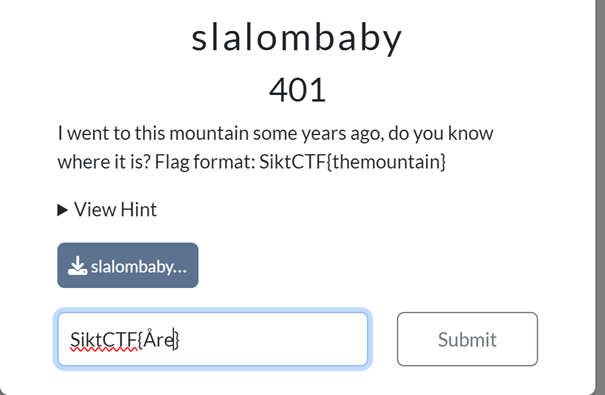 slalombaby
401
I went to this mountain some years ago, do you know
where it is? Flag format: SiktCTF{themountain}
▶ View Hint
slalombaby...
SiktCTF{Åre}
Submit